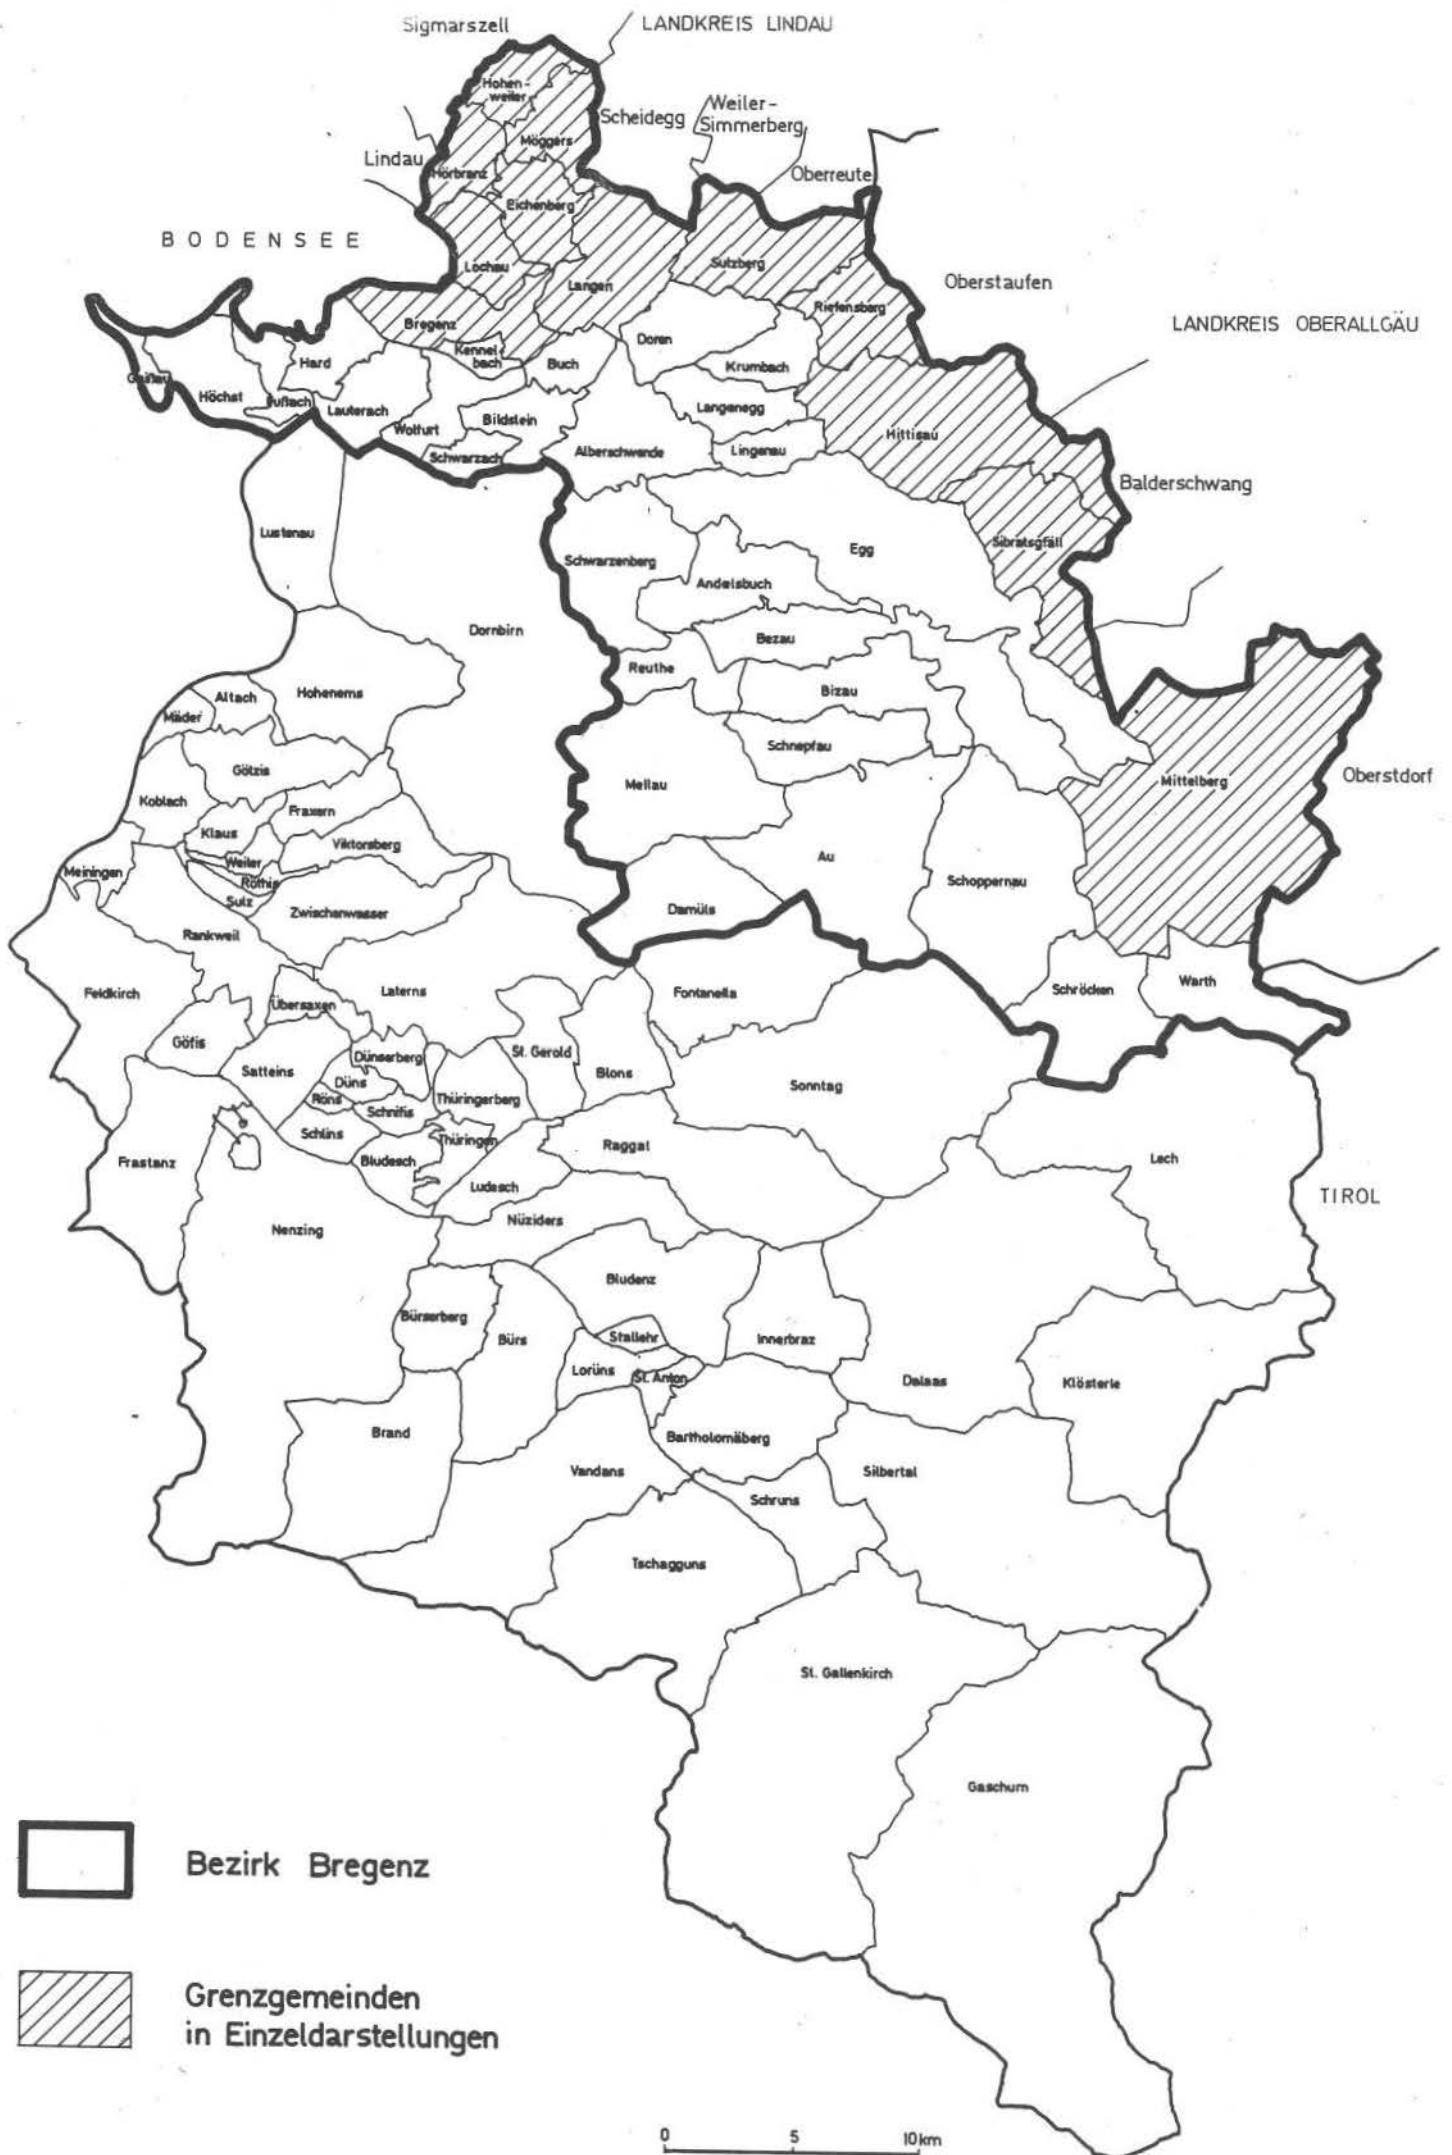 Sigmarszell
LANDKREIS LINDAU
Hohen-
weiler
Scheidegg
Weiler-
Simmerberg
Möggers
Lindau
Hörbranz
Oberreute
Eichenberg
BODENSEE
Lochau
Sulzberg
Langen
Oberstaufen
Riefensberg
LANDKREIS OBERALLGÄU
Bregenz
Doren
Kennel-
bach
Hard
Buch
Krumbach
Gaißau
Höchst
Fußach
Lauterach
Langenegg
Bildstein
Wolfurt
Hittisau
Schwarzach
Alberschwende
Lingenau
Balderschwang
Lustenau
Sibratsgfäll
Egg
Schwarzenberg
Andelsbuch
Dornbirn
Bezau
Reuthe
Hohenems
Bizau
Altach
Mäder
Schnepfau
Götzis
Mellau
Mittelberg
Oberstdorf
Koblach
Fraxern
Klaus
Viktorsberg
Au
Weiler
Meiningen
Röthis
Schoppernau
Sulz
Zwischenwasser
Damüls
Rankweil
Feldkirch
Laterns
Fontanella
Schröcken
Warth
Übersaxen
Göfis
St. Gerold
Dünserberg
Satteins
Düns
Blons
Sonntag
Röns
Thüringerberg
Schnifis
Schlins
Thüringen
Raggal
Frastanz
Bludesch
Lech
Ludesch
TIROL
Nenzing
Nüziders
Bludenz
Bürserberg
Bürs
Stallehr
Innerbraz
Lorüns
St. Anton
Dalaas
Klösterle
Brand
Bartholomäberg
Vandans
Silbertal
Schruns
Tschagguns
St. Gallenkirch
Gaschurn
Bezirk Bregenz
Grenzgemeinden
in Einzeldarstellungen
0 5 10km